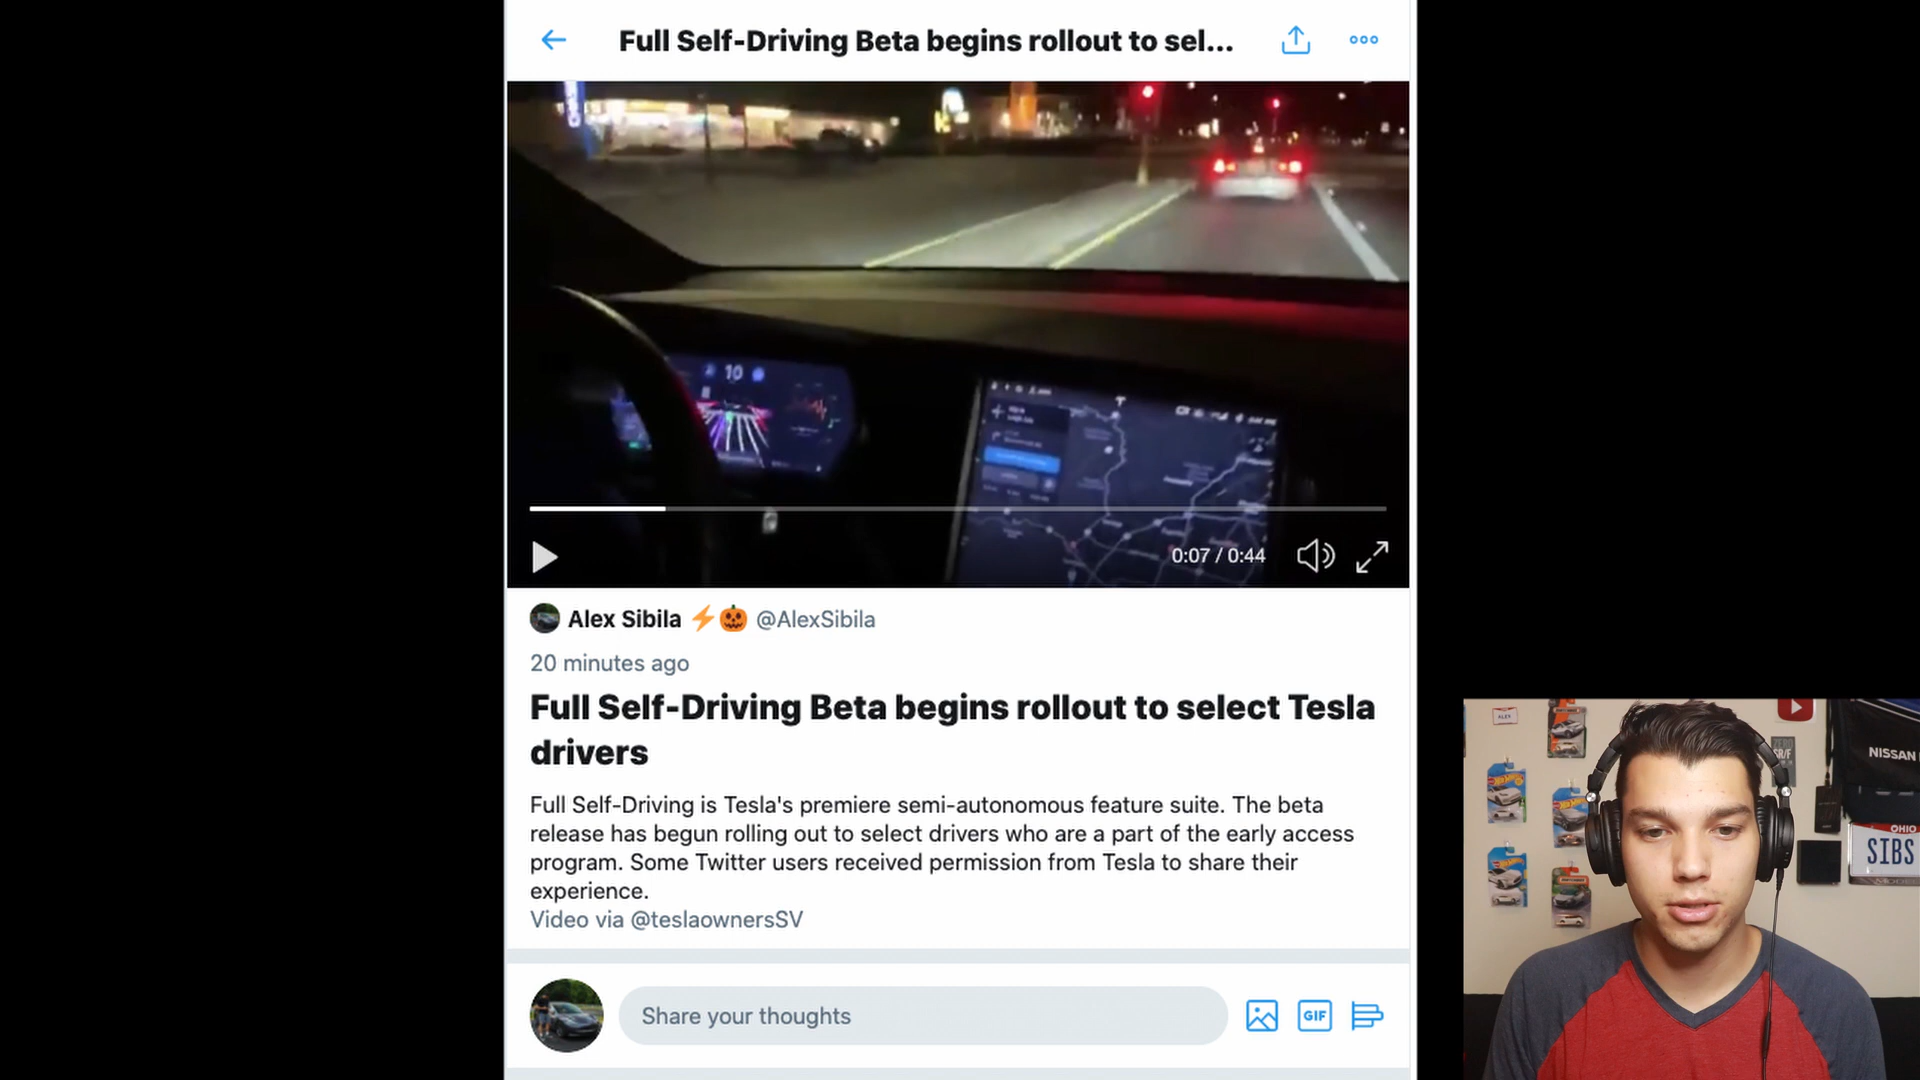 Full Self-Driving Beta begins rollout to sel...
10
0:07 / 0:44
Alex Sibila ⚡🎃 @AlexSibila
20 minutes ago
Full Self-Driving Beta begins rollout to select Tesla
drivers
Full Self-Driving is Tesla's premiere semi-autonomous feature suite. The beta
release has begun rolling out to select drivers who are a part of the early access
program. Some Twitter users received permission from Tesla to share their
experience.
Video via @teslaownersSV
Share your thoughts
GIF
ALEX
NISSAN
SR/F
OHIO
SIBS